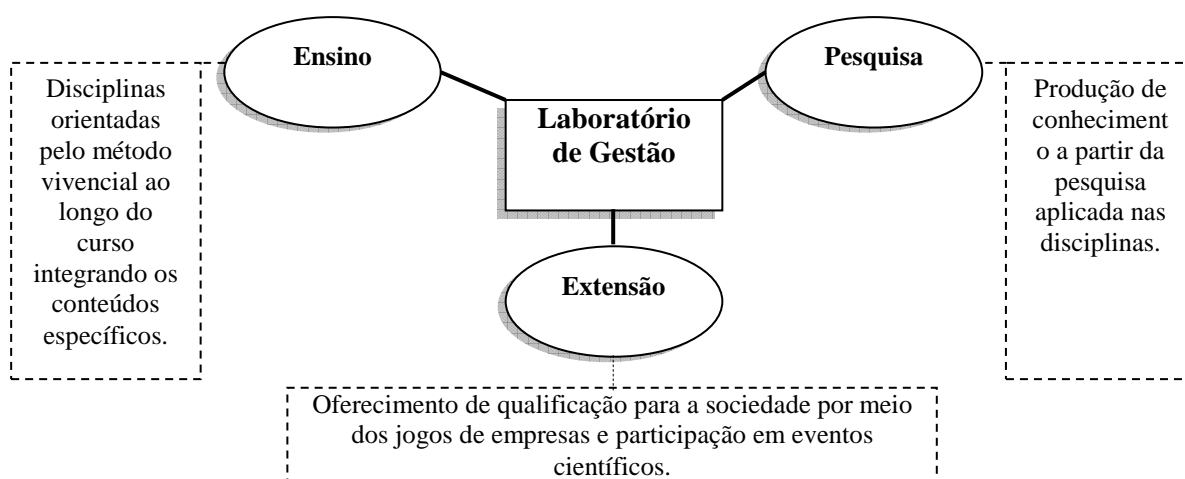 Ensino
Pesquisa
Laboratório
de Gestão
Extensão
Disciplinas
orientadas
pelo método
vivencial ao
longo do
curso
integrando os
conteúdos
específicos.
Produção de
conheciment
o a partir da
pesquisa
aplicada nas
disciplinas.
Oferecimento de qualificação para a sociedade por meio
dos jogos de empresas e participação em eventos
científicos.